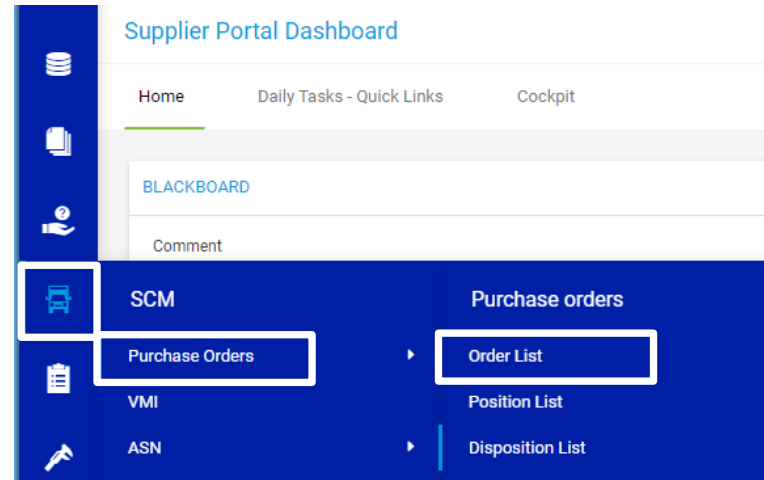 Supplier Portal Dashboard
Home Daily Tasks - Quick Links Cockpit
BLACKBOARD
Comment
SCM Purchase orders
Purchase Orders Order List
VMI Position List
ASN Disposition List